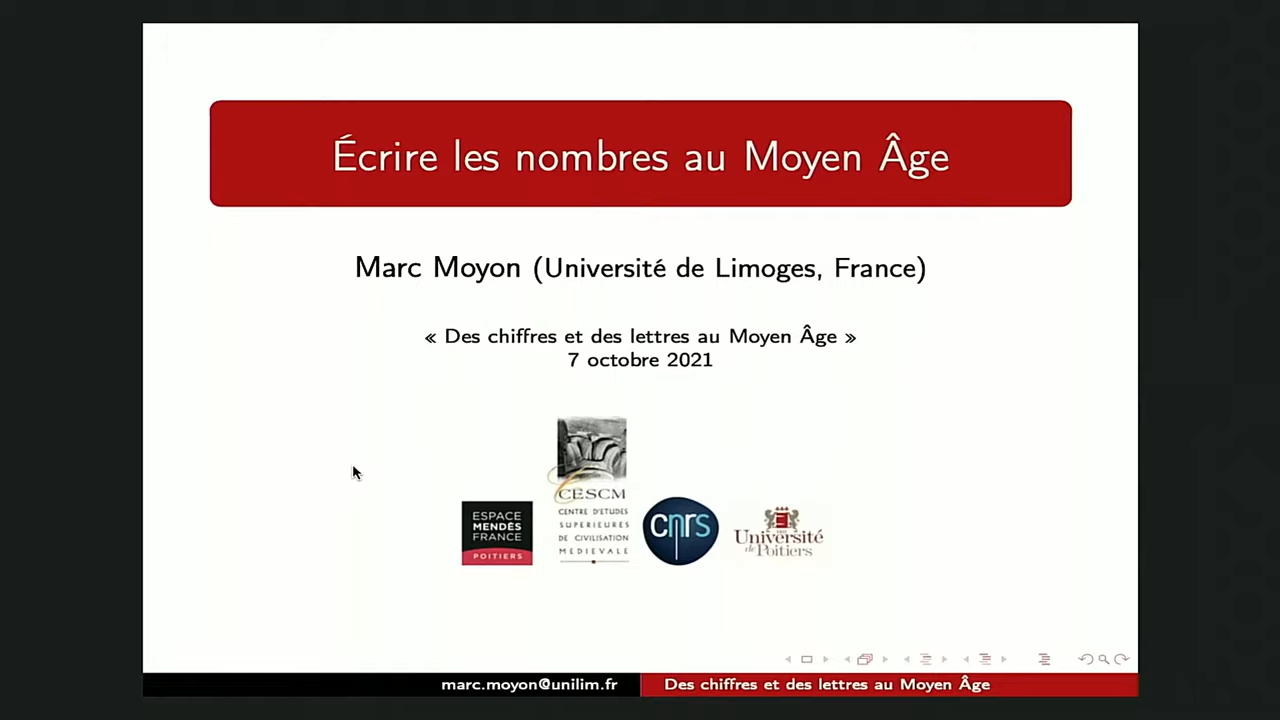 Écrire les nombres au Moyen Âge
Marc Moyon (Université de Limoges, France)
« Des chiffres et des lettres au Moyen Âge »
7 octobre 2021
ESPACE
MENDÈS
FRANCE
POITIERS
CESCM
CENTRE D'ETUDES
SUPERIEURES
DE CIVILISATION
MEDIEVALE
cnrs
Université
de Poitiers
marc.moyon@unilim.fr
Des chiffres et des lettres au Moyen Âge